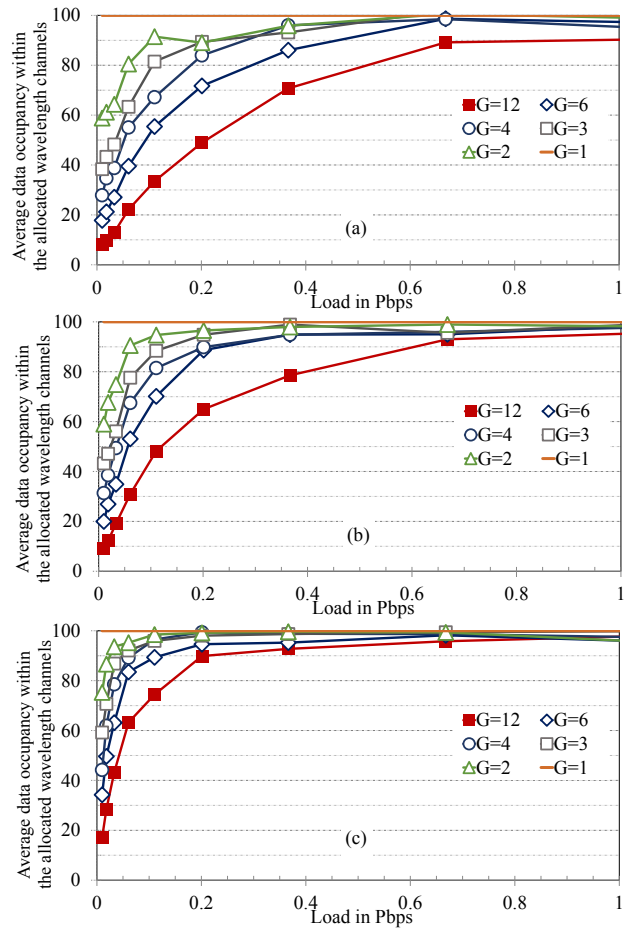 Average data occupancy within
the allocated wavelength channels
100
80
60
40
20
0
G=12 G=6
G=4 G=3
G=2 G=1
(a)
0 0.2 0.4 0.6 0.8 1
Load in Pbps
Average data occupancy within
the allocated wavelength channels
100
80
60
40
20
0
G=12 G=6
G=4 G=3
G=2 G=1
(b)
0 0.2 0.4 0.6 0.8 1
Load in Pbps
Average data occupancy within
the allocated wavelength channels
100
80
60
40
20
0
G=12 G=6
G=4 G=3
G=2 G=1
(c)
0 0.2 0.4 0.6 0.8 1
Load in Pbps